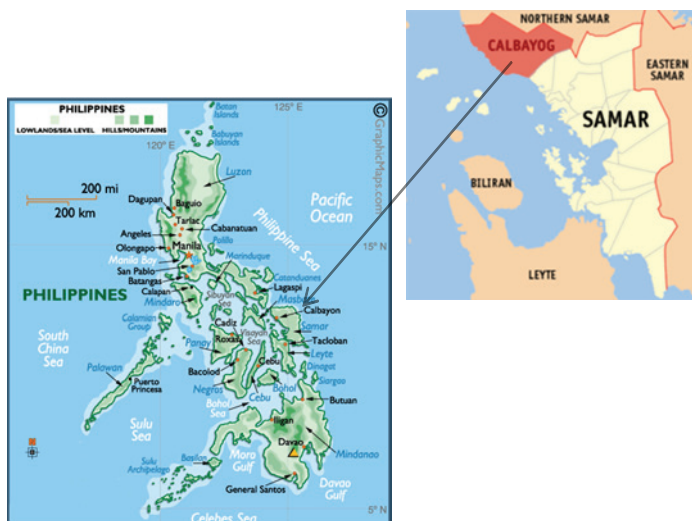 NORTHERN SAMAR
CALBAYOG
EASTERN
SAMAR
SAMAR
BILIRAN
LEYTE
PHILIPPINES
LOWLANDS/SEA LEVEL
HILLS/MOUNTAINS
125° E
©
GraphicMaps.com
Batan
Islands
Babuyan
Islands
120° E
Luzon
200 mi
200 km
Dagupan
Baguio
Tarlac
Cabanatuan
Pacific
Ocean
Angeles
Olongapo
Manila
Polillo
Philippine Sea
15° N
Manila Bay
Marinduque
San Pablo
Catanduanes
Batangas
Lagaspi
Calapan
PHILIPPINES
Mindaro
Sibuyan
Sea
Masbate
Calbayon
Calamian
Group
Cadiz
Samar
South
China
Sea
Roxas
Visayan
Sea
Tacloban
Panay
Leyte
Palawan
Puerto
Princesa
Bacolod
Cebu
Dinagat
Siargao
Negros
Cebu
Bohol
Bohol
Sea
Butuan
Sulu
Sea
Iligan
Moro
Gulf
Davao
Mindanao
Basilan
Sulu
Archipelago
Davao
Gulf
General Santos
5° N
Celebes Sea